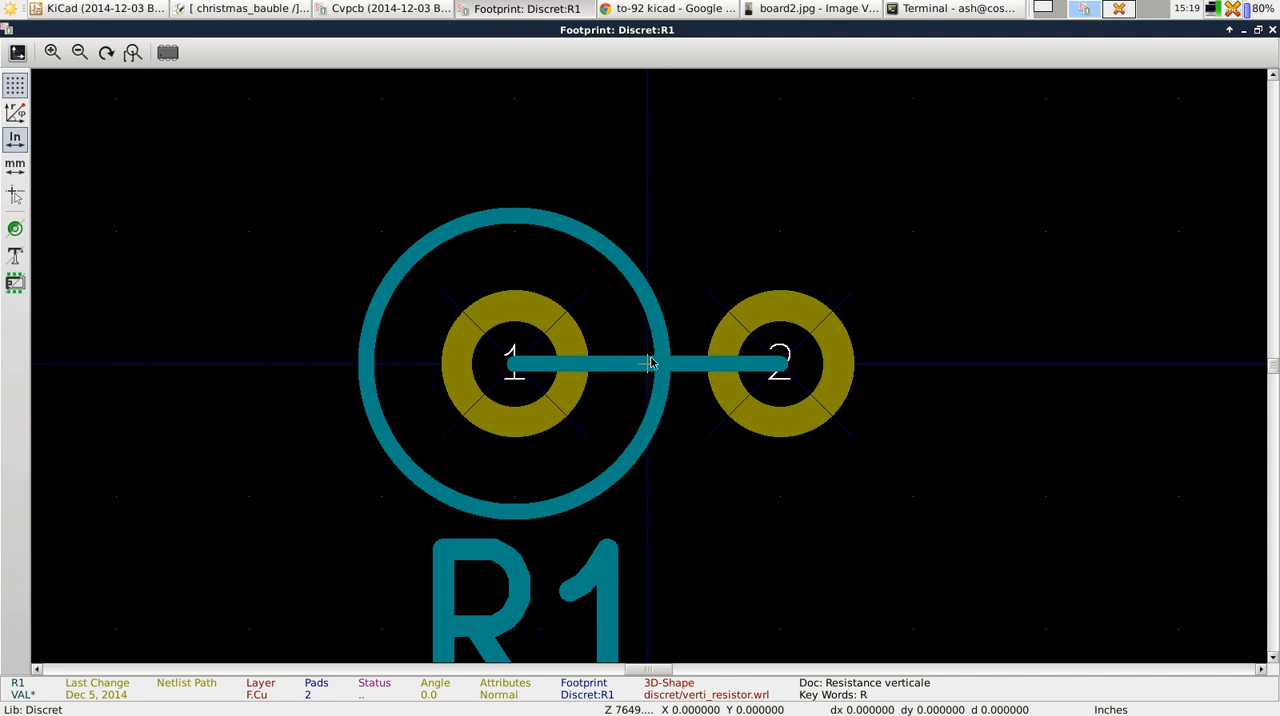 KiCad (2014-12-03 B...
[ christmas_bauble /]...
Cvpcb (2014-12-03 B...
Footprint: Discret:R1
to-92 kicad - Google ...
board2.jpg - Image V...
Terminal - ash@cos...
15:19
80%
Footprint: Discret:R1
In
mm
1
2
R1
R1 Last Change Netlist Path Layer Pads Status Angle Attributes Footprint 3D-Shape Doc: Resistance verticale
VAL* Dec 5, 2014 F.Cu 2 .. 0.0 Normal Discret:R1 discret/verti_resistor.wrl Key Words: R
Lib: Discret Z 7649.... X 0.000000 Y 0.000000 dx 0.000000 dy 0.000000 d 0.000000 Inches